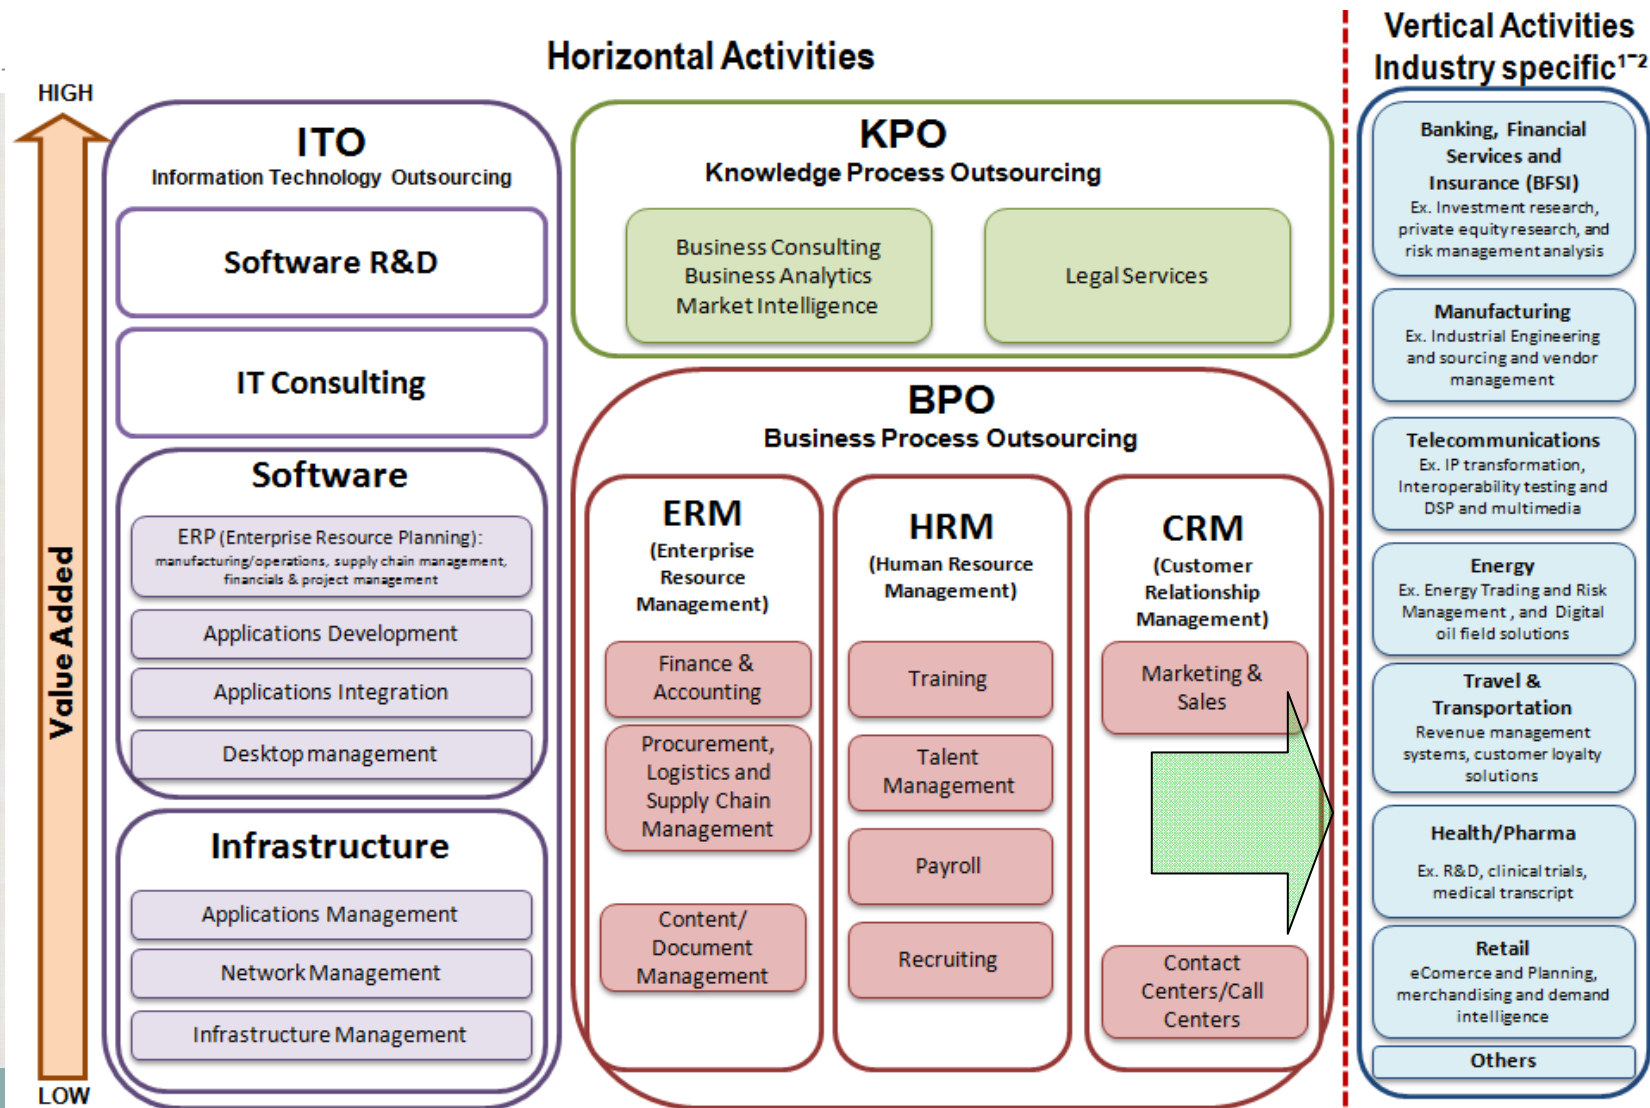 Horizontal Activities
Vertical Activities
Industry specific¹⁻²
HIGH
Value Added
LOW
ITO
Information Technology Outsourcing
Software R&D
IT Consulting
Software
ERP (Enterprise Resource Planning):
manufacturing/operations, supply chain management,
financials & project management
Applications Development
Applications Integration
Desktop management
Infrastructure
Applications Management
Network Management
Infrastructure Management
KPO
Knowledge Process Outsourcing
Business Consulting
Business Analytics
Market Intelligence
Legal Services
BPO
Business Process Outsourcing
ERM
(Enterprise
Resource
Management)
Finance &
Accounting
Procurement,
Logistics and
Supply Chain
Management
Content/
Document
Management
HRM
(Human Resource
Management)
Training
Talent
Management
Payroll
Recruiting
CRM
(Customer
Relationship
Management)
Marketing &
Sales
Contact
Centers/Call
Centers
Banking, Financial
Services and
Insurance (BFSI)
Ex. Investment research,
private equity research, and
risk management analysis
Manufacturing
Ex. Industrial Engineering
and sourcing and vendor
management
Telecommunications
Ex. IP transformation,
Interoperability testing and
DSP and multimedia
Energy
Ex. Energy Trading and Risk
Management , and Digital
oil field solutions
Travel &
Transportation
Revenue management
systems, customer loyalty
solutions
Health/Pharma
Ex. R&D, clinical trials,
medical transcript
Retail
eComerce and Planning,
merchandising and demand
intelligence
Others